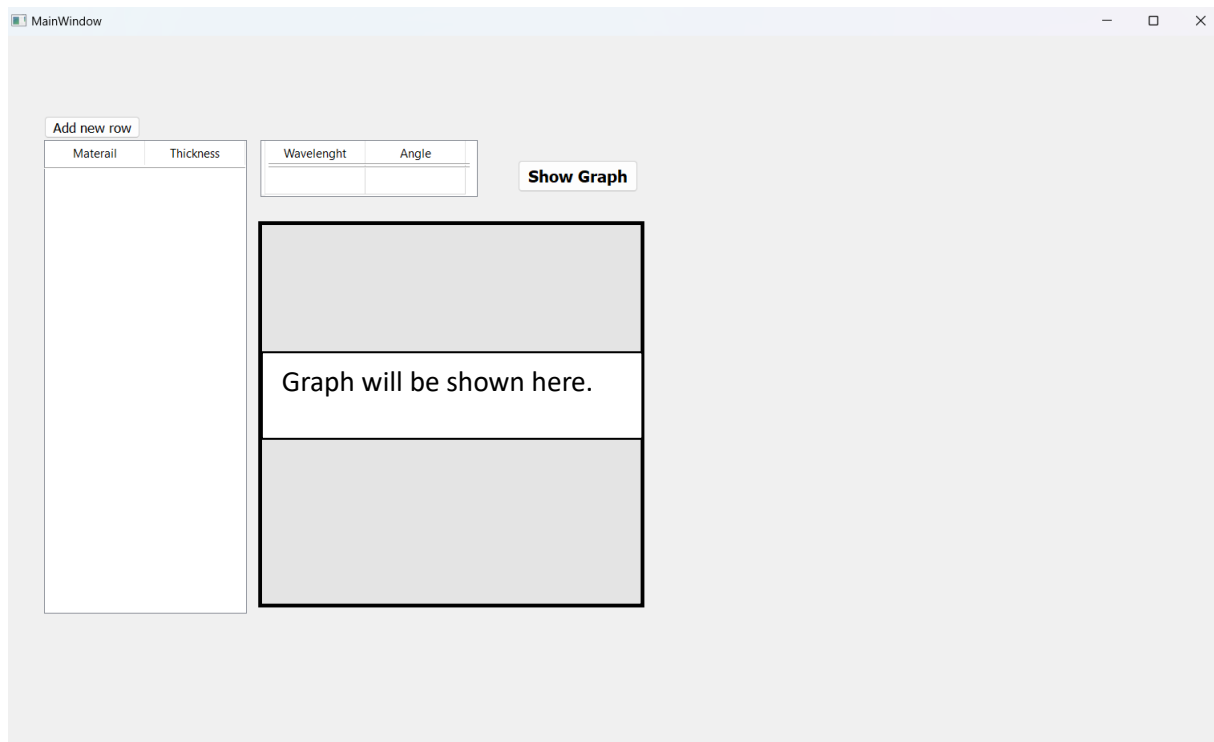 MainWindow
Add new row
Materail Thickness
Wavelenght Angle
Show Graph
Graph will be shown here.